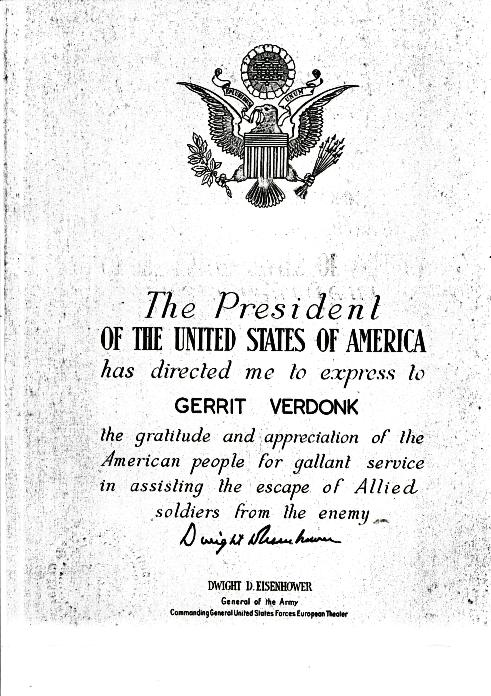 PLURIBUS UNUM
The President
OF THE UNITED STATES OF AMERICA
has directed me to express to
GERRIT VERDONK
the gratitude and appreciation of the
American people for gallant service
in assisting the escape of Allied
soldiers from the enemy
Dwight D Eisenhower
DWIGHT D. EISENHOWER
General of the Army
Commanding General United States Forces European Theater